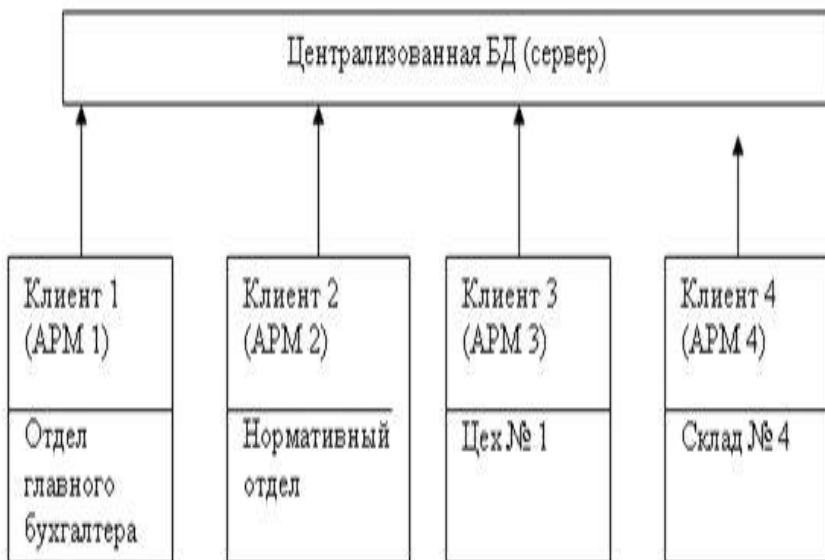 Централизованная БД (сервер)
Клиент 1
(АРМ 1)
Отдел
главного
бухгалтера
Клиент 2
(АРМ 2)
Нормативный
отдел
Клиент 3
(АРМ 3)
Цех № 1
Клиент 4
(АРМ 4)
Склад № 4